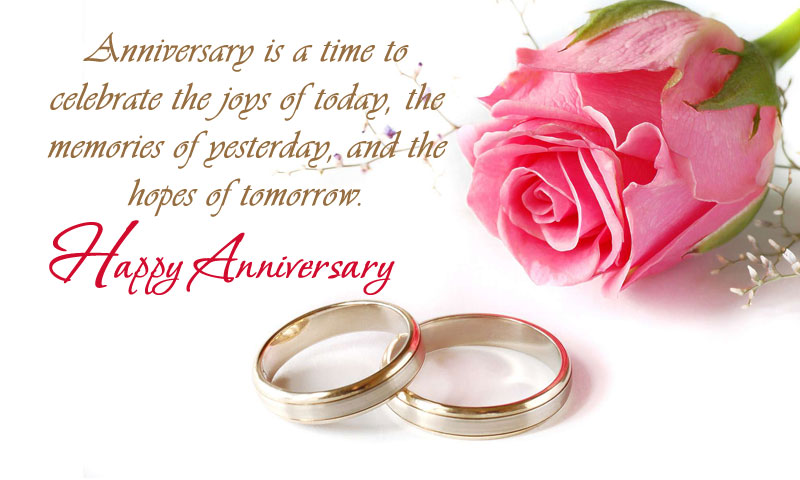 Anniversary is a time to
celebrate the joys of today, the
memories of yesterday, and the
hopes of tomorrow.
Happy Anniversary